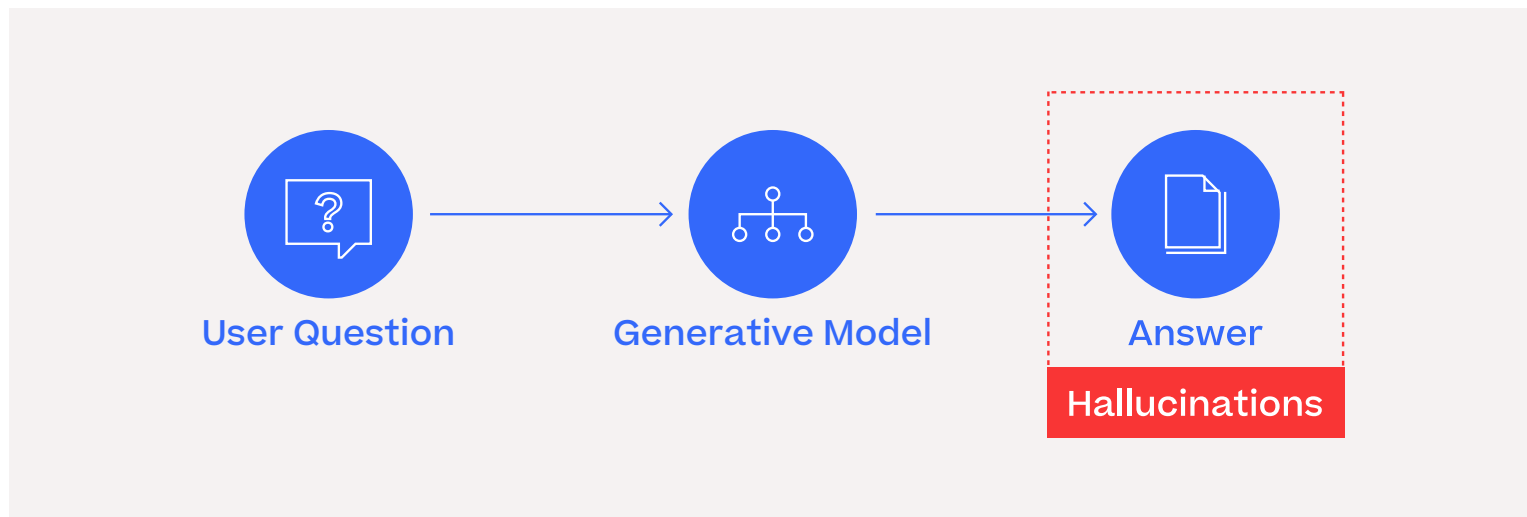 User Question
Generative Model
Answer
Hallucinations